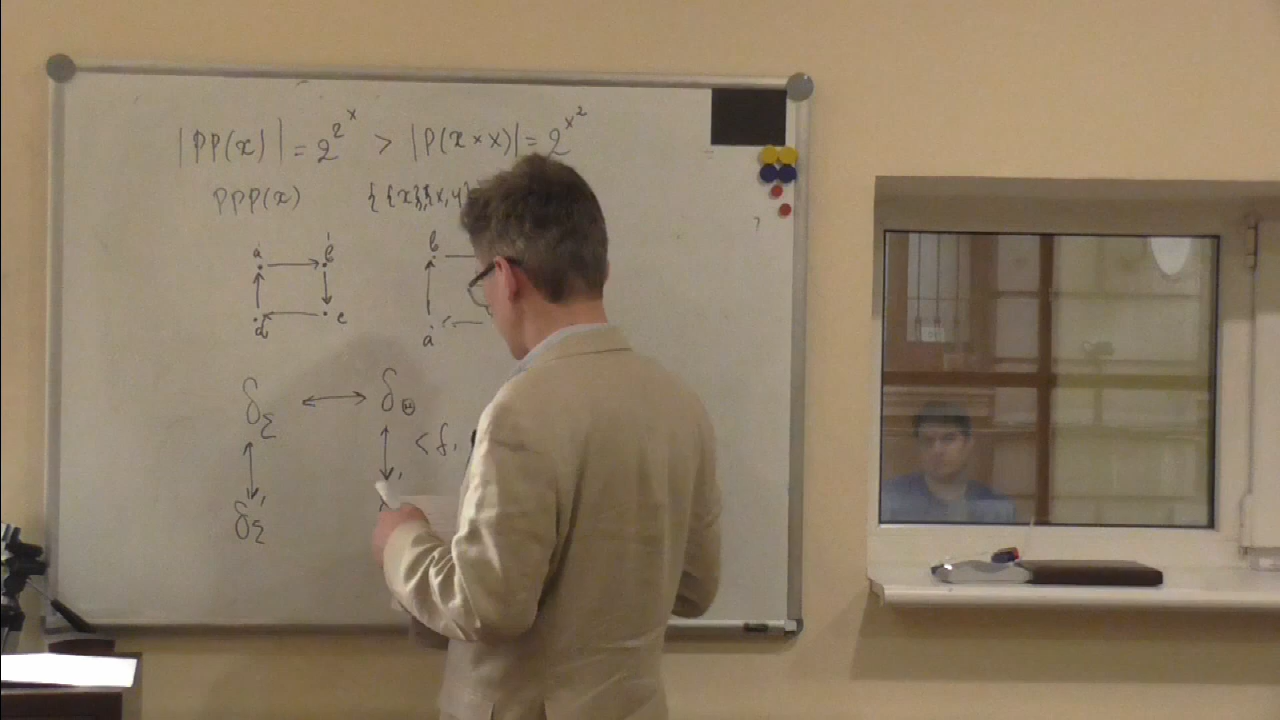 |PP(x)| = 2^{2^x} > |P(x × x)| = 2^{x^2}
PPP(x) {{x},{x,y}
a → b b
d ← c a ←
δ_Σ ↔ δ_Θ
↕ ↕ < f,
δ'_Σ